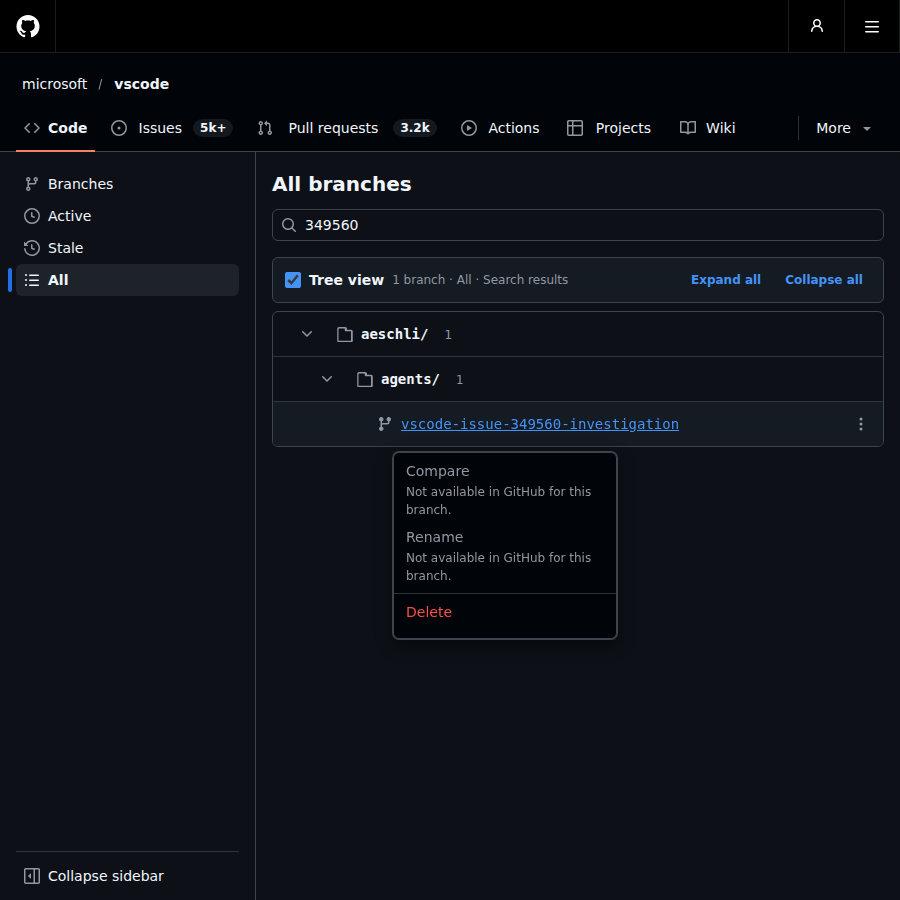 microsoft / vscode
Code Issues 5k+ Pull requests 3.2k Actions Projects Wiki More
Branches
Active
Stale
All
All branches
349560
Tree view 1 branch · All · Search results Expand all Collapse all
aeschli/ 1
agents/ 1
vscode-issue-349560-investigation
Compare
Not available in GitHub for this
branch.
Rename
Not available in GitHub for this
branch.
Delete
Collapse sidebar